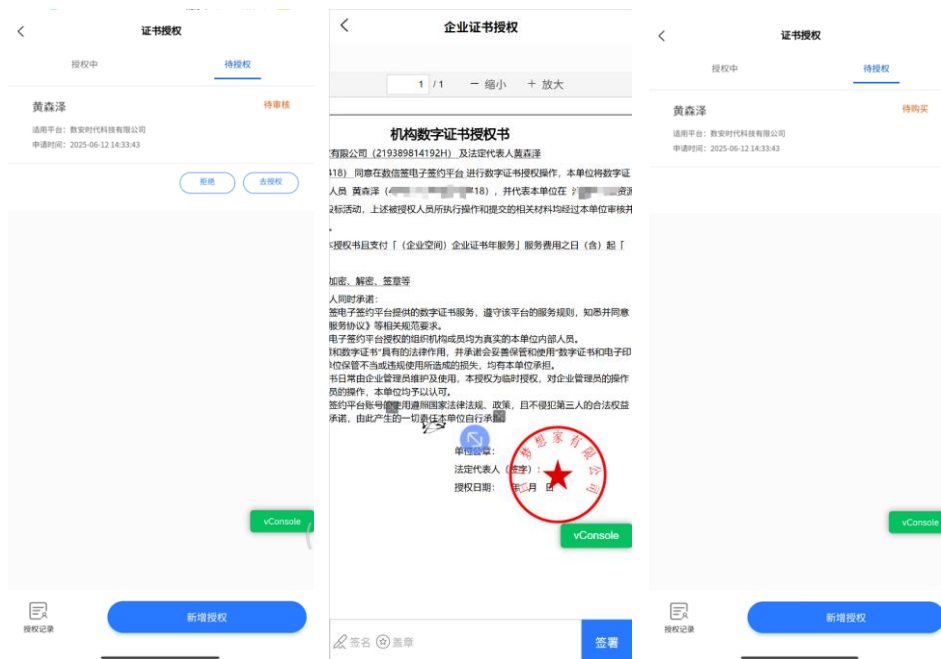 证书授权
授权中
待授权
黄森泽
待审核
适用平台：数安时代科技有限公司
申请时间：2025-06-12 14:33:43
拒绝
去授权
vConsole
授权记录
新增授权
企业证书授权
1 / 1 — 缩小 + 放大
机构数字证书授权书
有限公司（219389814192H）及法定代表人黄森泽
418）同意在数信签电子签约平台进行数字证书授权操作，本单位将数字证
人员 黄森泽（4 418），并代表本单位在 资源
投标活动，上述被授权人员所执行操作和提交的相关材料均经过本单位审核并
。
本授权书且支付「（企业空间）企业证书年服务」服务费用之日（含）起「
加密、解密、签章等
人同时承诺：
签电子签约平台提供的数字证书服务，遵守该平台的服务规则，知悉并同意
服务协议》等相关规范要求。
电子签约平台授权的组织机构成员均为真实的本单位内部人员。
和数字证书"具有的法律作用，并承诺会妥善保管和使用"数字证书和电子印
单位保管不当或违规使用所造成的损失，均有本单位承担。
书日常由企业管理员维护及使用，本授权为临时授权，对企业管理员的操作
员的操作，本单位均予以认可。
签约平台账号的使用遵照国家法律法规、政策，且不侵犯第三人的合法权益
承诺，由此产生的一切责任本单位自行承担
单位公章：
法定代表人（签字）：
授权日期： 年 月 日
梦想家有限公司
vConsole
签名 盖章
签署
证书授权
授权中
待授权
黄森泽
待购买
适用平台：数安时代科技有限公司
申请时间：2025-06-12 14:33:43
vConsole
授权记录
新增授权